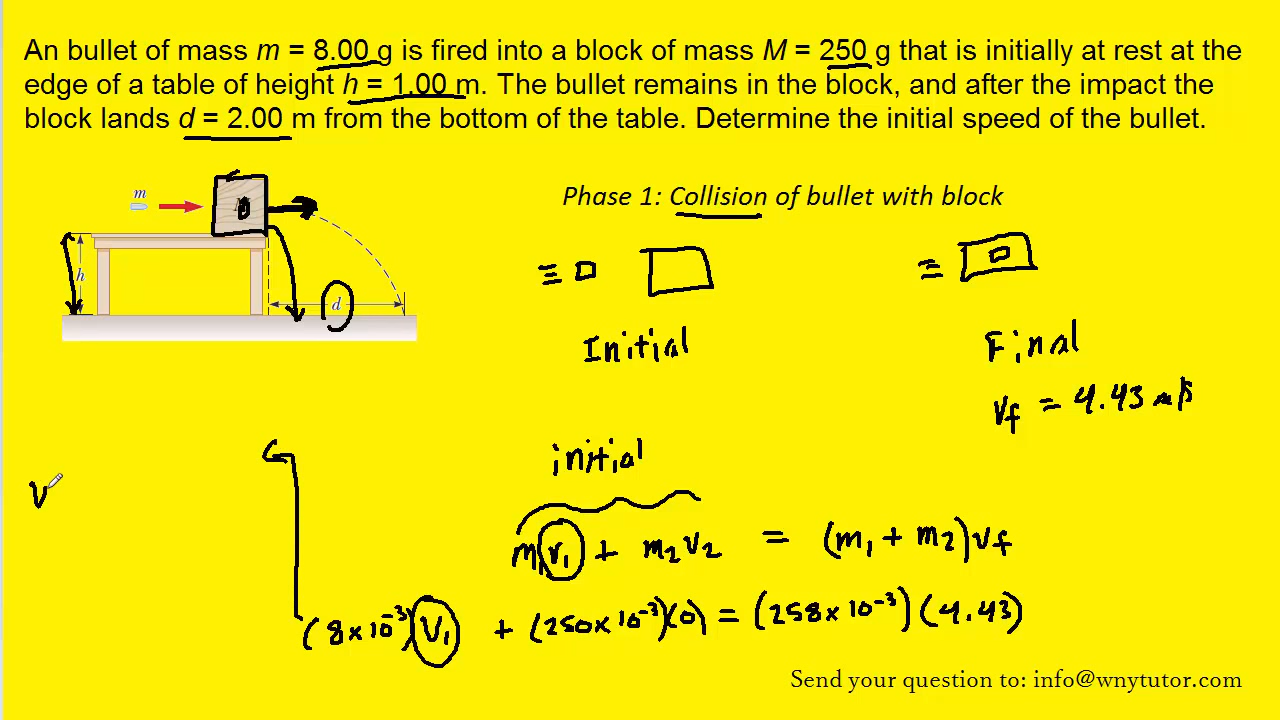 An bullet of mass m = 8.00 g is fired into a block of mass M = 250 g that is initially at rest at the
edge of a table of height h = 1.00 m. The bullet remains in the block, and after the impact the
block lands d = 2.00 m from the bottom of the table. Determine the initial speed of the bullet.
m
Phase 1: Collision of bullet with block
h
d
Initial
Final
Vf = 4.43 m/s
initial
V
m₁v₁ + m₂v₂ = (m₁ + m₂)vf
(8×10⁻³)V₁ + (250×10⁻³)(0) = (258×10⁻³)(4.43)
Send your question to: info@wnytutor.com